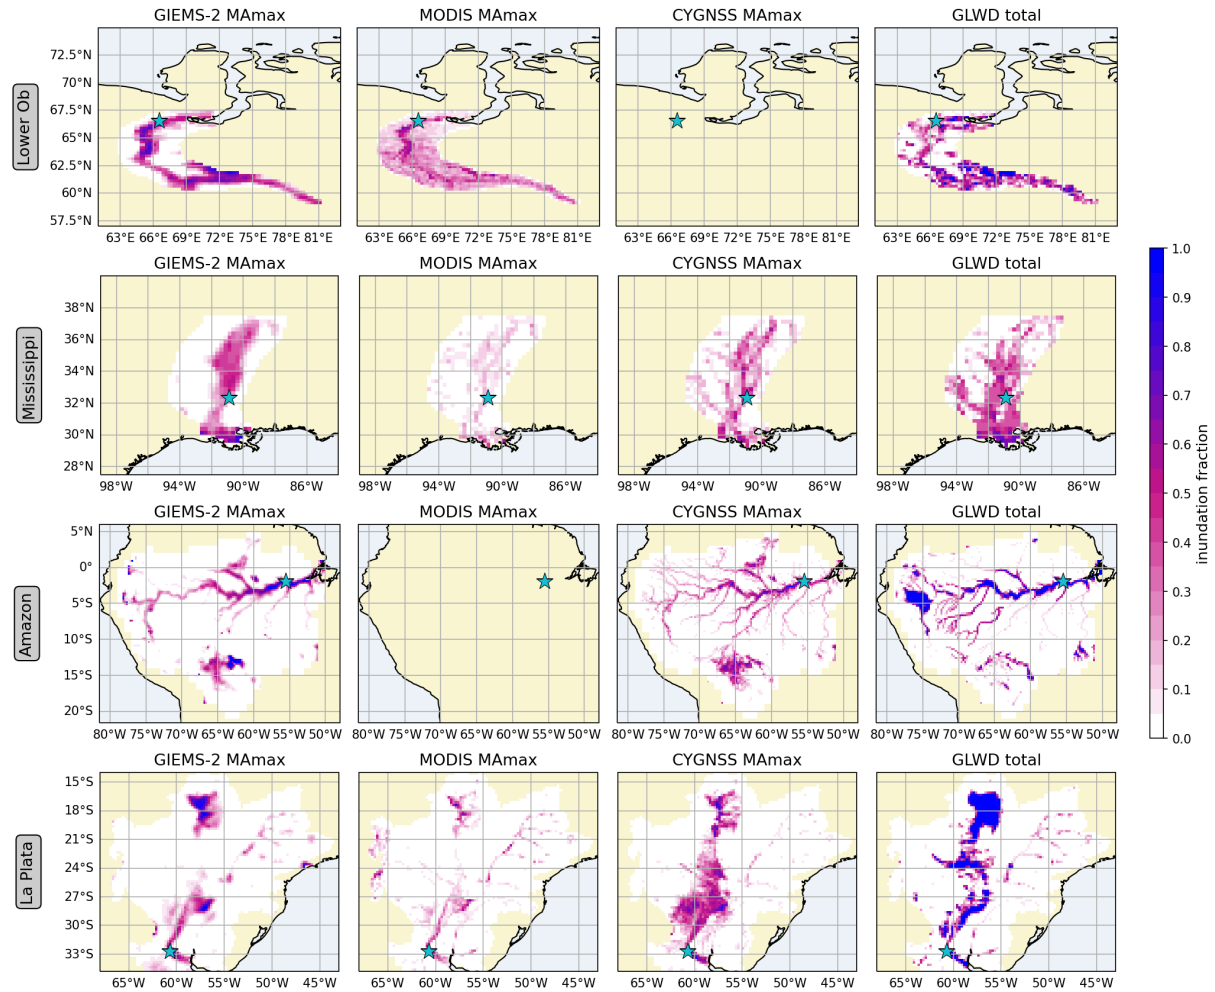 GIEMS-2 MAmax MODIS MAmax CYGNSS MAmax GLWD total
Lower Ob
72.5°N
70°N
67.5°N
65°N
62.5°N
60°N
57.5°N
63°E 66°E 69°E 72°E 75°E 78°E 81°E 63°E 66°E 69°E 72°E 75°E 78°E 81°E 63°E 66°E 69°E 72°E 75°E 78°E 81°E 63°E 66°E 69°E 72°E 75°E 78°E 81°E
GIEMS-2 MAmax MODIS MAmax CYGNSS MAmax GLWD total
Mississippi
38°N
36°N
34°N
32°N
30°N
28°N
98°W 94°W 90°W 86°W 98°W 94°W 90°W 86°W 98°W 94°W 90°W 86°W 98°W 94°W 90°W 86°W
GIEMS-2 MAmax MODIS MAmax CYGNSS MAmax GLWD total
Amazon
5°N
0°
5°S
10°S
15°S
20°S
80°W 75°W 70°W 65°W 60°W 55°W 50°W 80°W 75°W 70°W 65°W 60°W 55°W 50°W 80°W 75°W 70°W 65°W 60°W 55°W 50°W 80°W 75°W 70°W 65°W 60°W 55°W 50°W
GIEMS-2 MAmax MODIS MAmax CYGNSS MAmax GLWD total
La Plata
15°S
18°S
21°S
24°S
27°S
30°S
33°S
65°W 60°W 55°W 50°W 45°W 65°W 60°W 55°W 50°W 45°W 65°W 60°W 55°W 50°W 45°W 65°W 60°W 55°W 50°W 45°W
1.0
0.9
0.8
0.7
0.6
0.5
0.4
0.3
0.2
0.1
0.0
inundation fraction